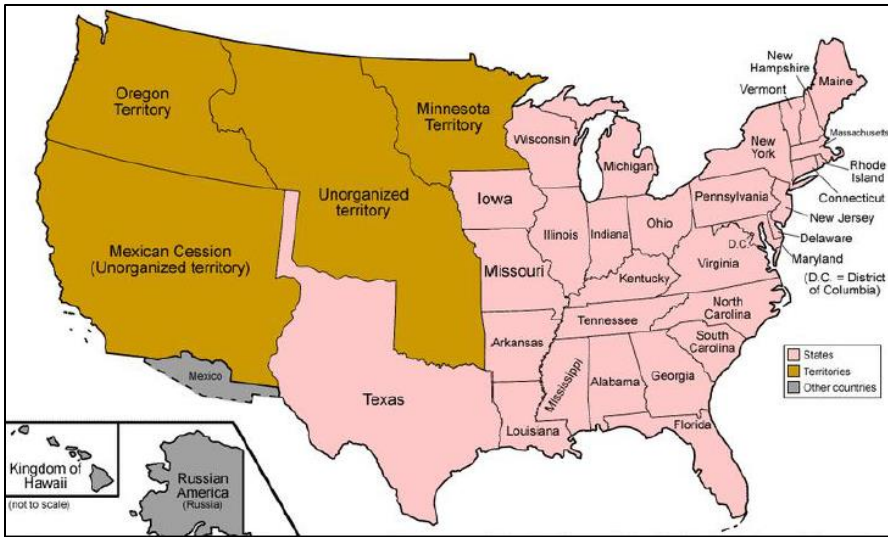 Oregon
Territory
Minnesota
Territory
Unorganized
territory
Mexican Cession
(Unorganized territory)
Mexico
Texas
Wisconsin
Michigan
Iowa
Illinois
Indiana
Ohio
Missouri
Kentucky
Tennessee
Arkansas
Mississippi
Alabama
Georgia
Louisiana
Florida
South
Carolina
North
Carolina
Virginia
D.C.
Pennsylvania
New
York
Vermont
New
Hampshire
Maine
Massachusetts
Rhode
Island
Connecticut
New Jersey
Delaware
Maryland
(D.C. = District
of Columbia)
States
Territories
Other countries
Kingdom of
Hawaii
(not to scale)
Russian
America
(Russia)